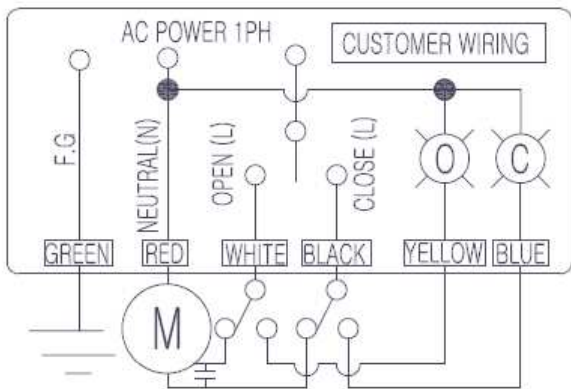 AC POWER 1PH
CUSTOMER WIRING
F.G
NEUTRAL(N)
OPEN (L)
CLOSE (L)
O
C
GREEN
RED
WHITE
BLACK
YELLOW
BLUE
M